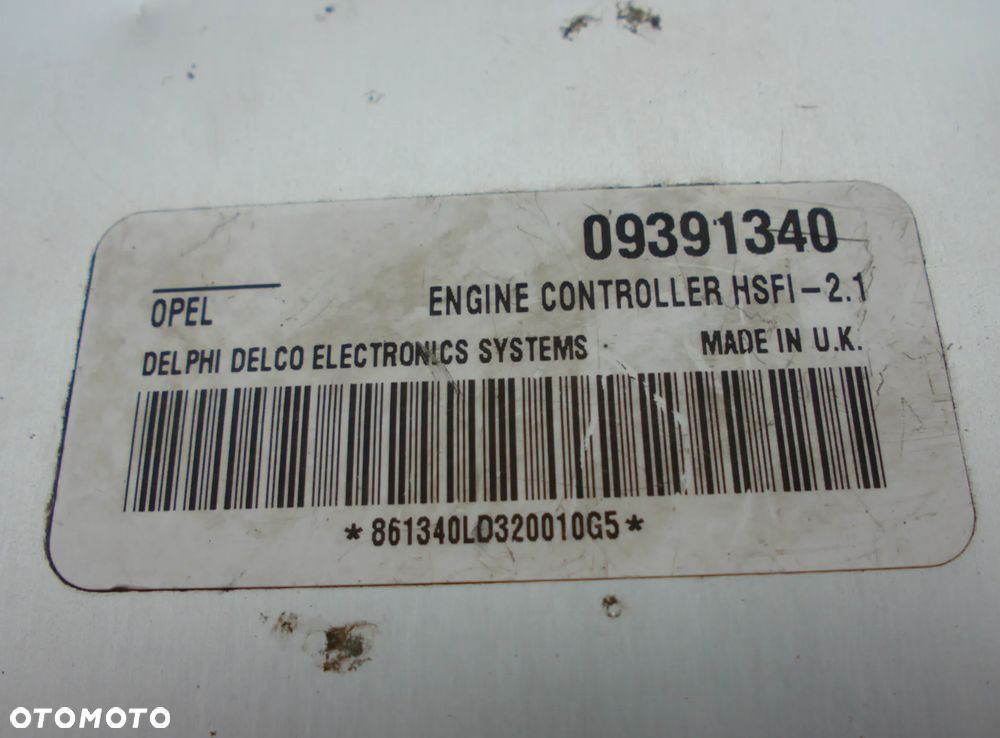 09391340
OPEL
ENGINE CONTROLLER HSFI-2.1
DELPHI DELCO ELECTRONICS SYSTEMS
MADE IN U.K.
*861340LD320010G5*
OTOMOTO